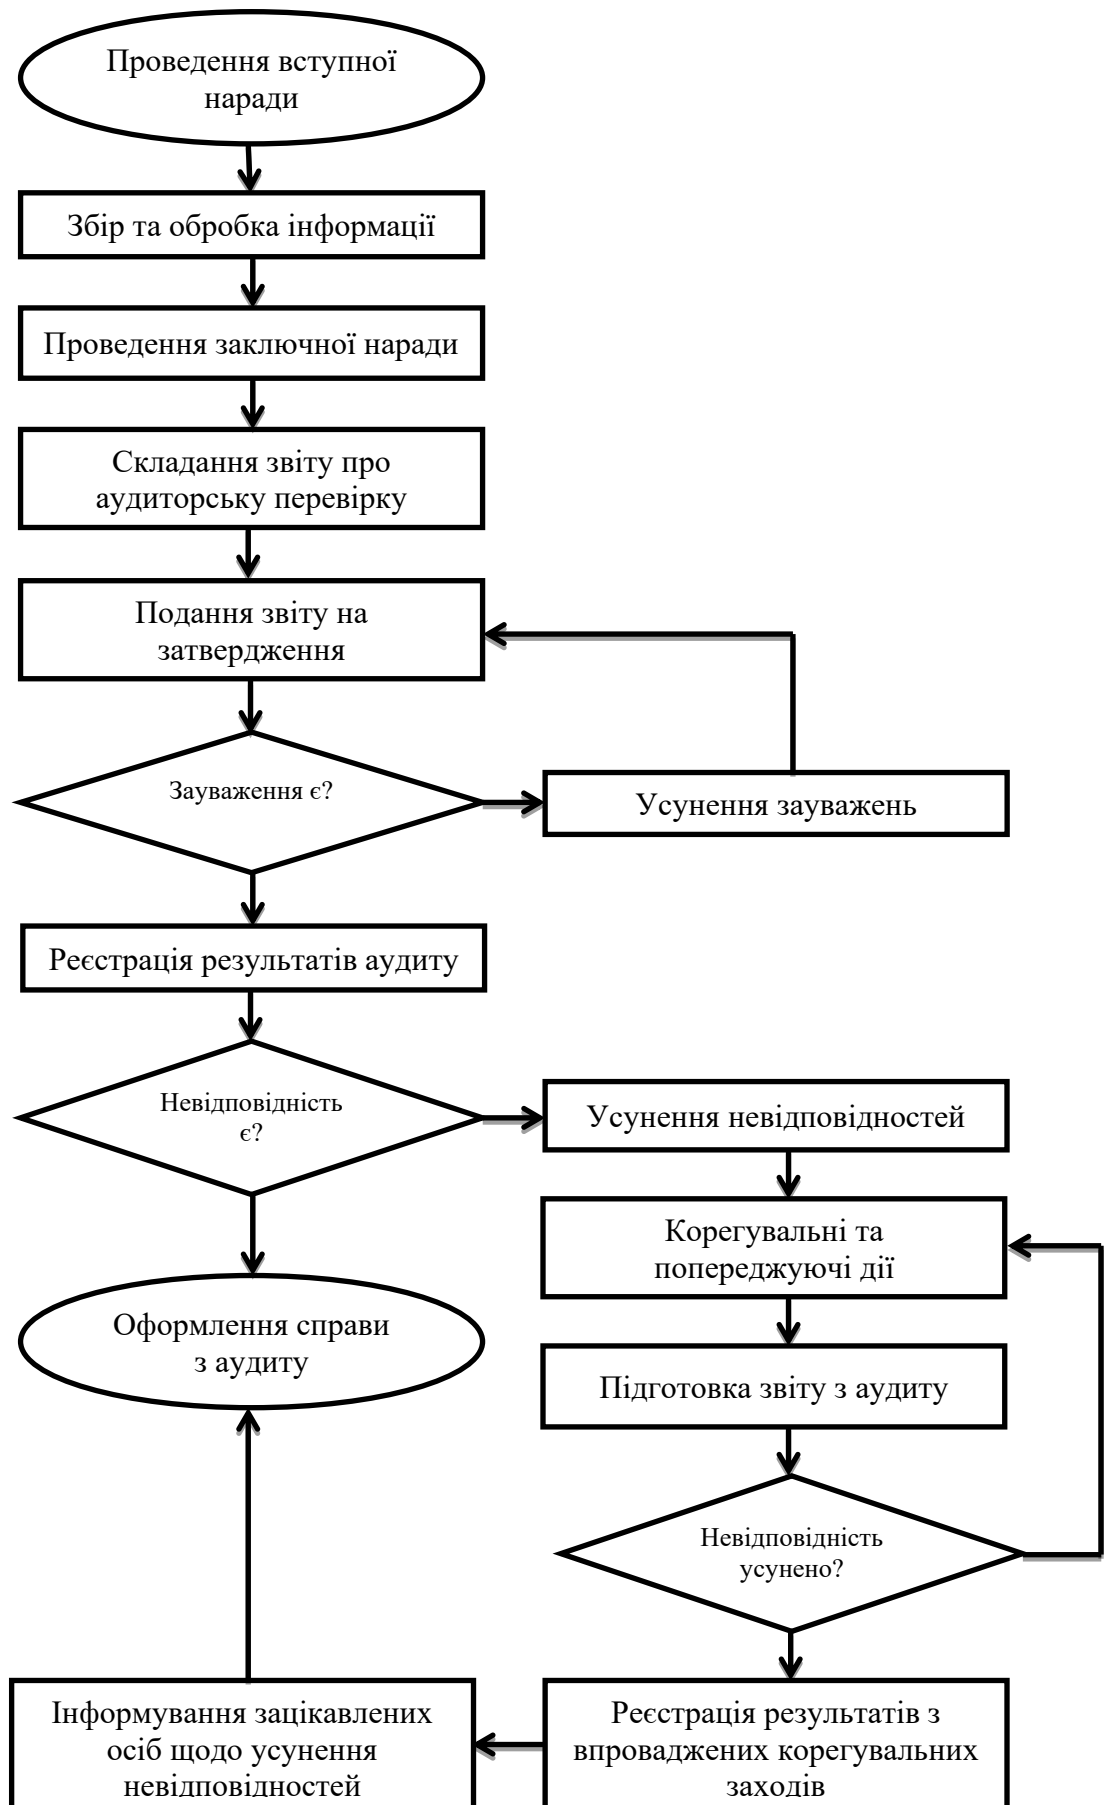 Проведення вступної
наради
Збір та обробка інформації
Проведення заключної наради
Складання звіту про
аудиторську перевірку
Подання звіту на
затвердження
Зауваження є?
Усунення зауважень
Реєстрація результатів аудиту
Невідповідність
є?
Усунення невідповідностей
Корегувальні та
попереджуючі дії
Оформлення справи
з аудиту
Підготовка звіту з аудиту
Невідповідність
усунено?
Інформування зацікавлених
осіб щодо усунення
невідповідностей
Реєстрація результатів з
впроваджених корегувальних
заходів